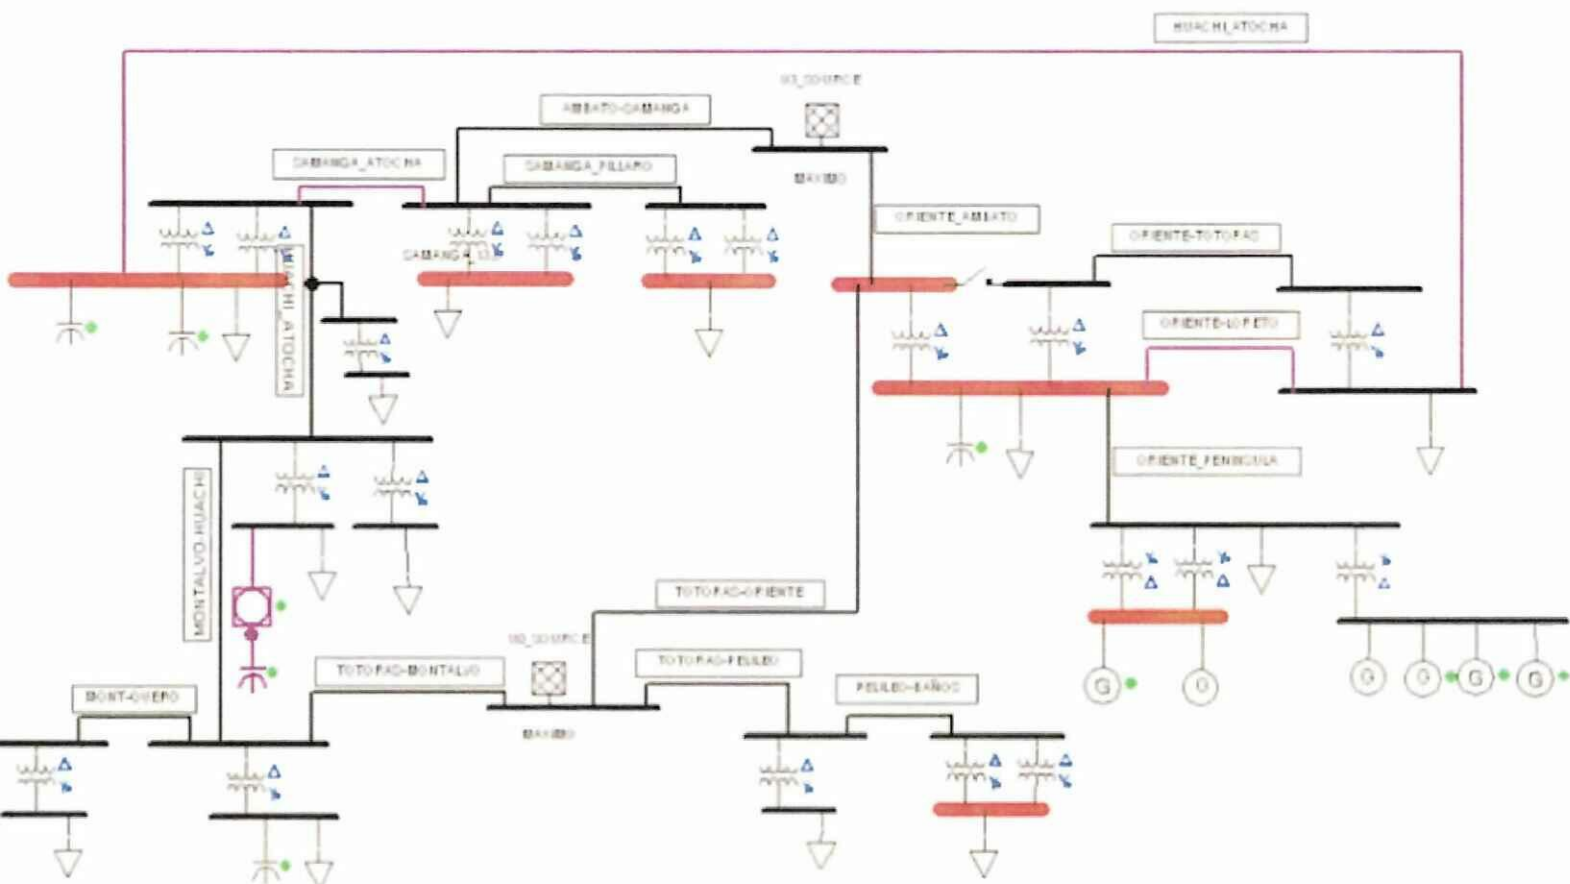 HUACHI_ATOCHA
AMBATO-SAMANGA
SAMANGA_ATOCHA
SAMANGA_PILLARO
MAXIMO
ORIENTE_AMBATO
ORIENTE-TOTORAS
HUACHI_ATOCHA
ORIENTE-LORETO
ORIENTE_PENINSULA
MONTALVO-HUACHI
TOTORAS-ORIENTE
TOTORAS-MONTALVO
TOTORAS-PELILEO
MONT-QUERO
PELILEO-BAÑOS
MAXIMO
G
G
G
G
G
G